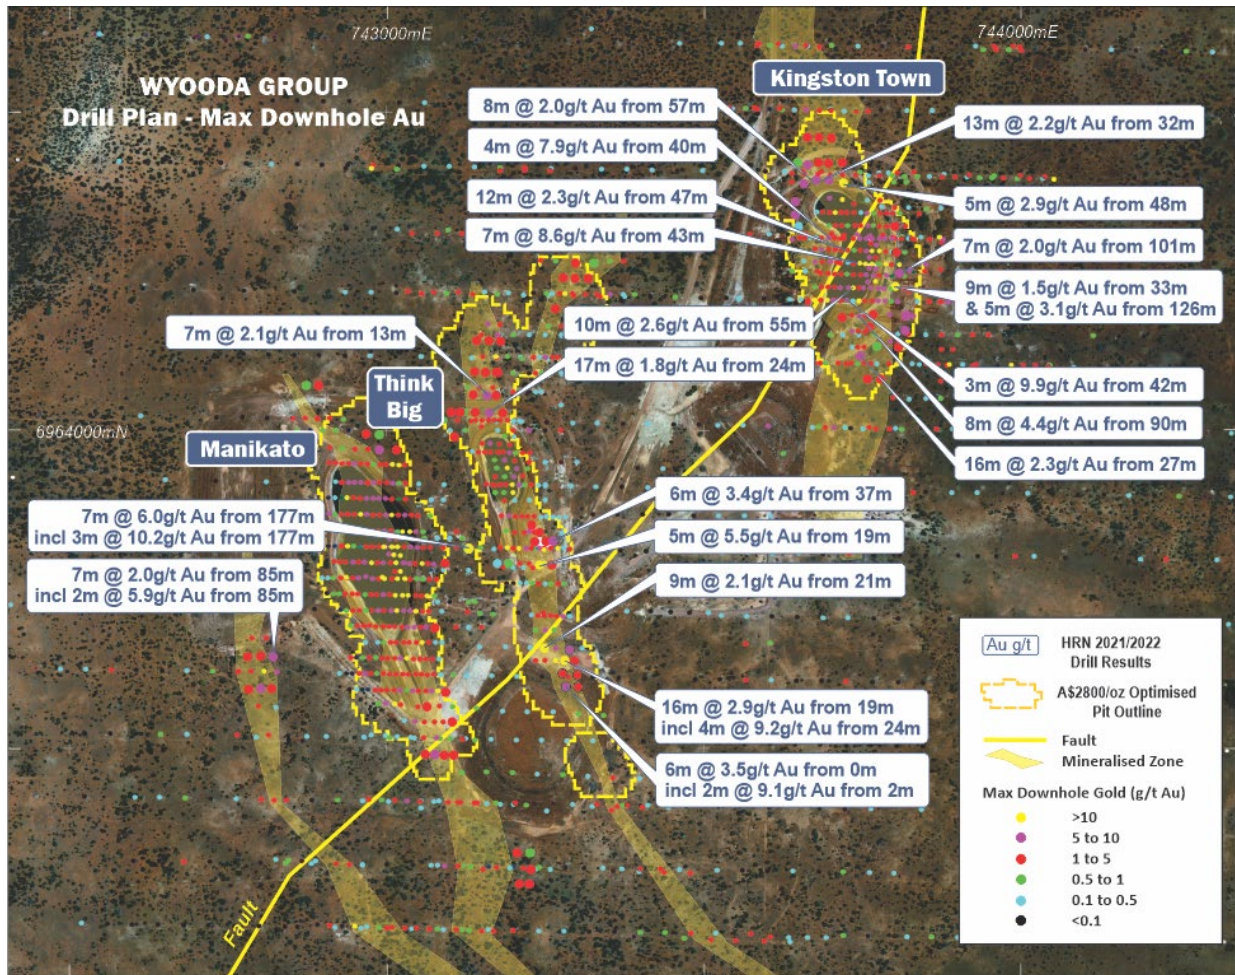 743000mE
744000mE
WYOODA GROUP
Drill Plan - Max Downhole Au
Kingston Town
8m @ 2.0g/t Au from 57m
13m @ 2.2g/t Au from 32m
4m @ 7.9g/t Au from 40m
12m @ 2.3g/t Au from 47m
5m @ 2.9g/t Au from 48m
7m @ 8.6g/t Au from 43m
7m @ 2.0g/t Au from 101m
9m @ 1.5g/t Au from 33m
& 5m @ 3.1g/t Au from 126m
10m @ 2.6g/t Au from 55m
7m @ 2.1g/t Au from 13m
17m @ 1.8g/t Au from 24m
3m @ 9.9g/t Au from 42m
Think
Big
8m @ 4.4g/t Au from 90m
6964000mN
Manikato
16m @ 2.3g/t Au from 27m
6m @ 3.4g/t Au from 37m
7m @ 6.0g/t Au from 177m
incl 3m @ 10.2g/t Au from 177m
5m @ 5.5g/t Au from 19m
7m @ 2.0g/t Au from 85m
incl 2m @ 5.9g/t Au from 85m
9m @ 2.1g/t Au from 21m
16m @ 2.9g/t Au from 19m
incl 4m @ 9.2g/t Au from 24m
6m @ 3.5g/t Au from 0m
incl 2m @ 9.1g/t Au from 2m
Fault
Au g/t
HRN 2021/2022
Drill Results
A$2800/oz Optimised
Pit Outline
Fault
Mineralised Zone
Max Downhole Gold (g/t Au)
>10
5 to 10
1 to 5
0.5 to 1
0.1 to 0.5
<0.1